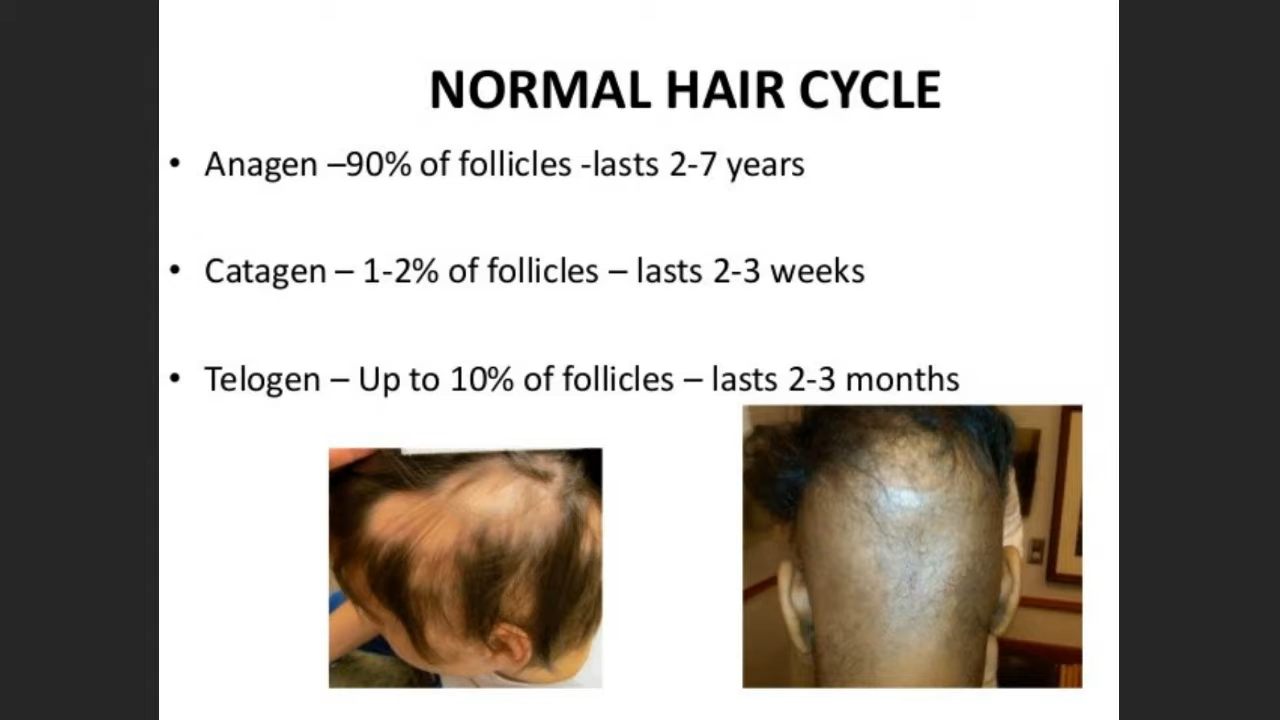 NORMAL HAIR CYCLE
• Anagen –90% of follicles -lasts 2-7 years
• Catagen – 1-2% of follicles – lasts 2-3 weeks
• Telogen – Up to 10% of follicles – lasts 2-3 months